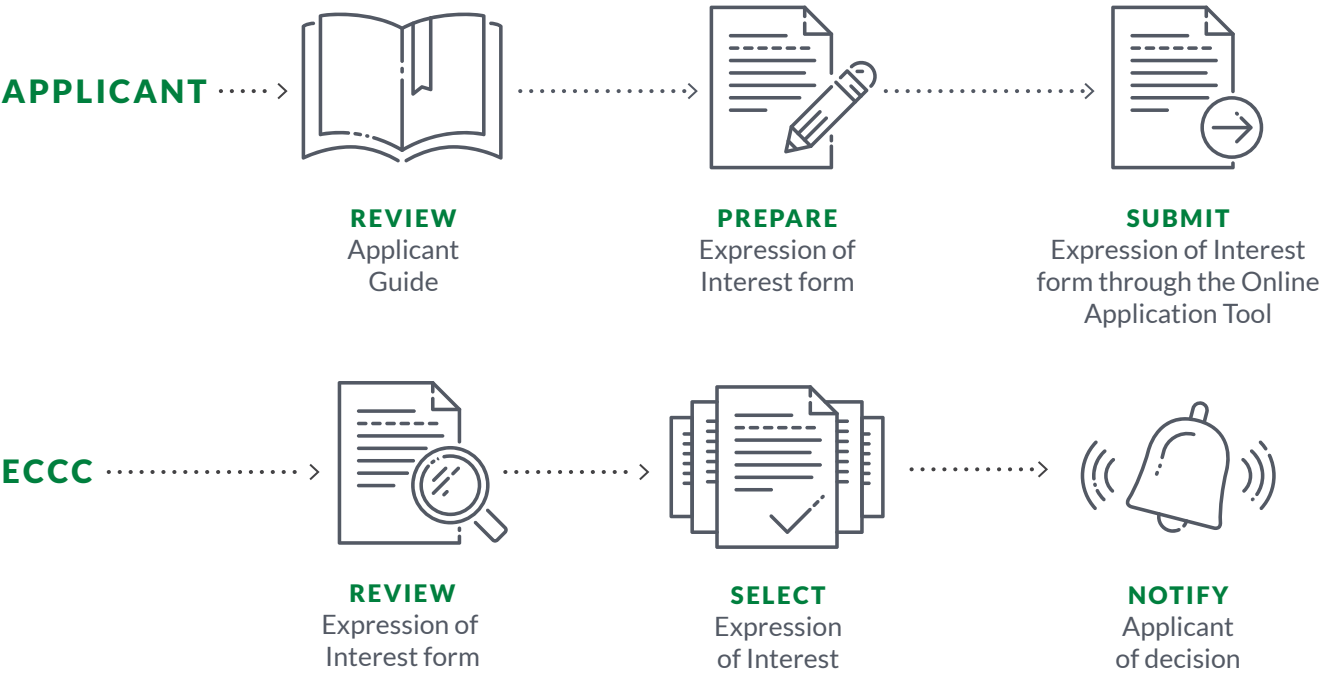 APPLICANT
REVIEW
Applicant
Guide
PREPARE
Expression of
Interest form
SUBMIT
Expression of Interest
form through the Online
Application Tool
ECCC
REVIEW
Expression of
Interest form
SELECT
Expression
of Interest
NOTIFY
Applicant
of decision